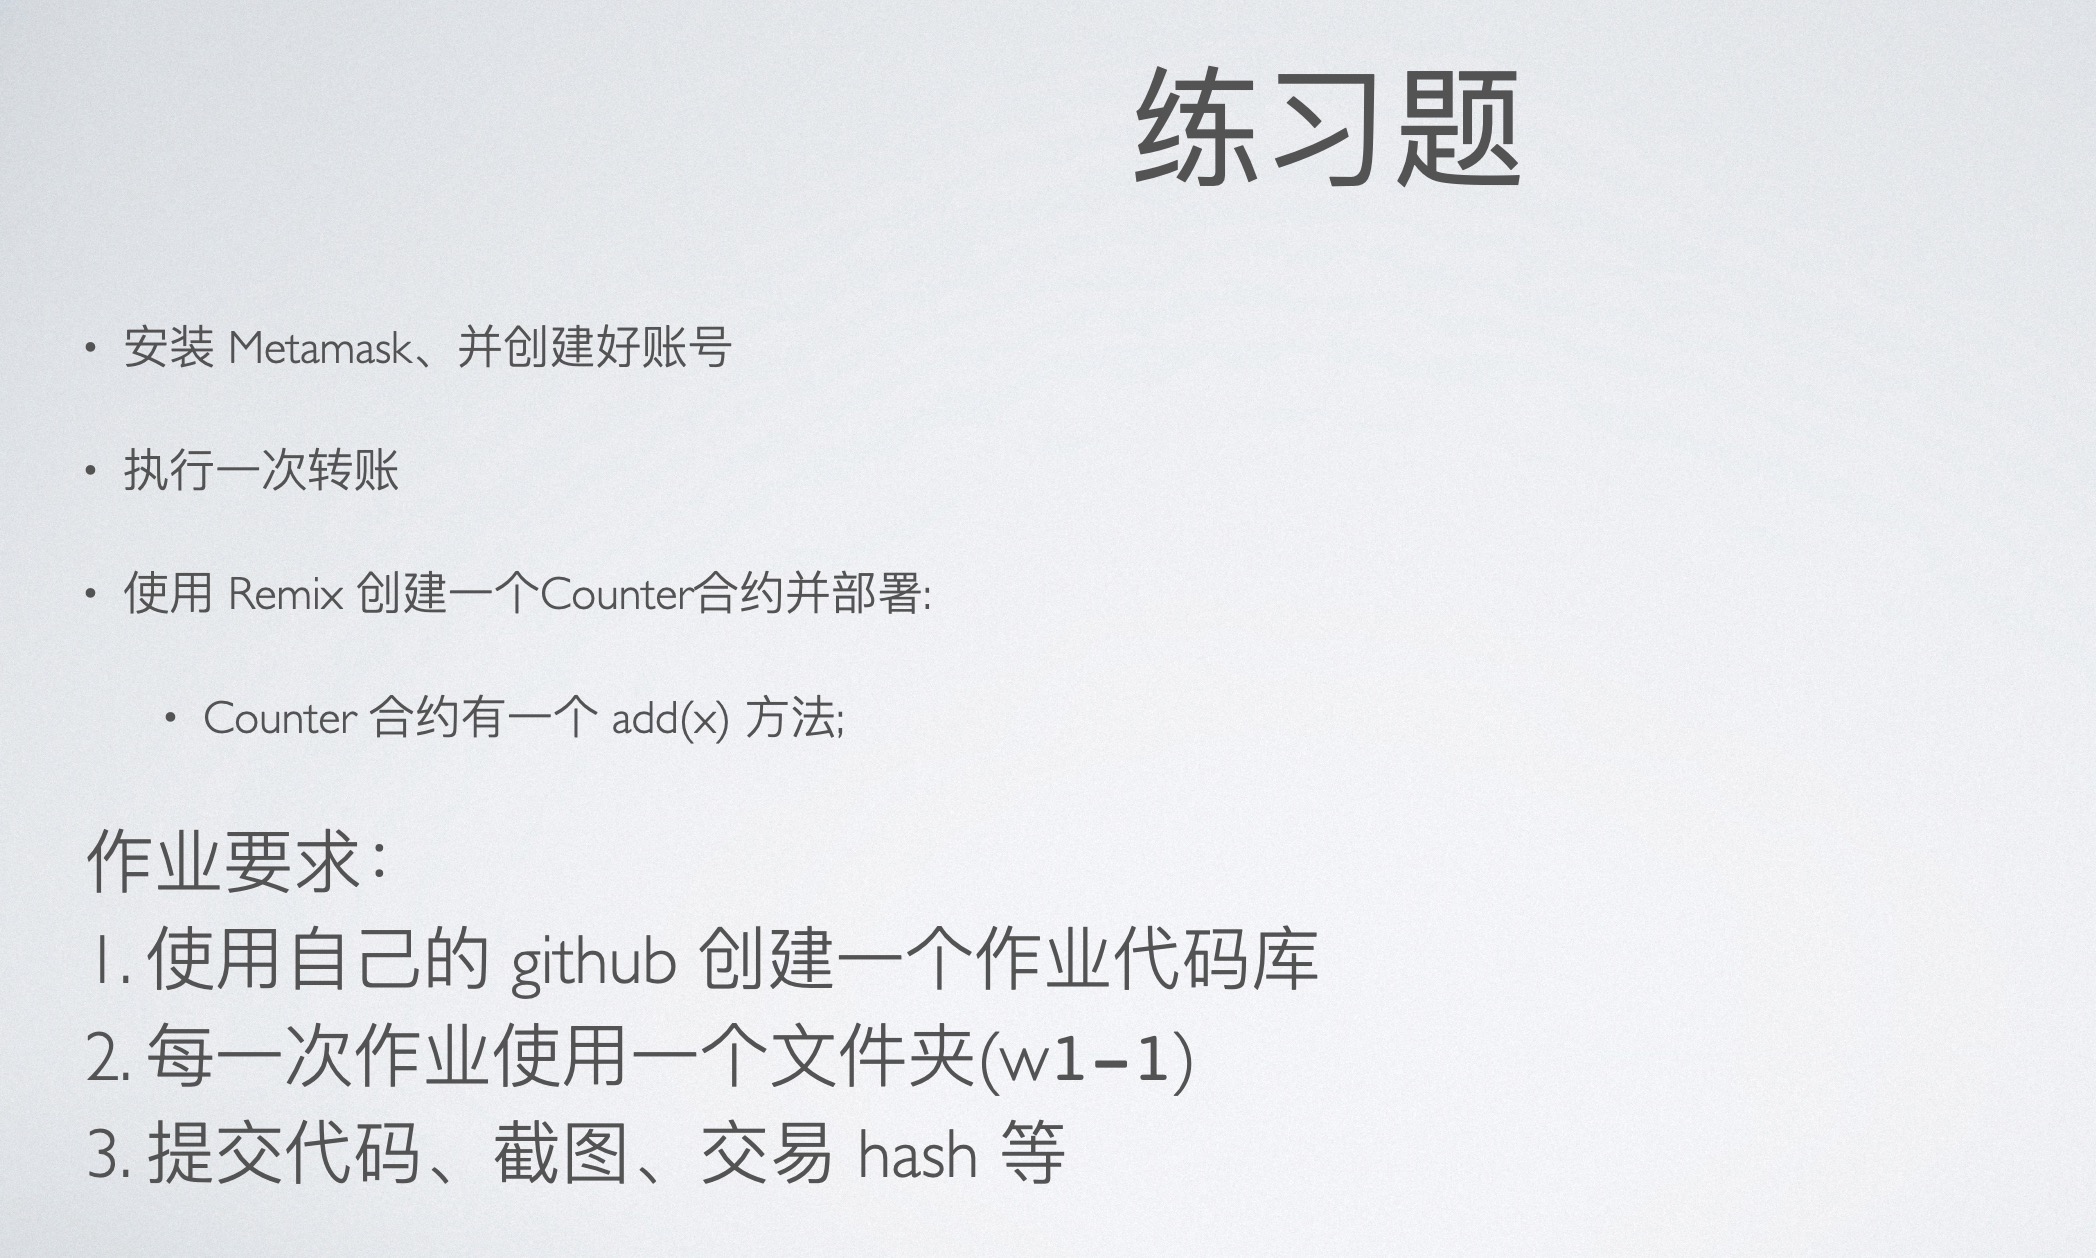 练习题
• 安装 Metamask、并创建好账号
• 执行一次转账
• 使用 Remix 创建一个Counter合约并部署:
• Counter 合约有一个 add(x) 方法;
作业要求：
1. 使用自己的 github 创建一个作业代码库
2. 每一次作业使用一个文件夹(w1-1)
3. 提交代码、截图、交易 hash 等